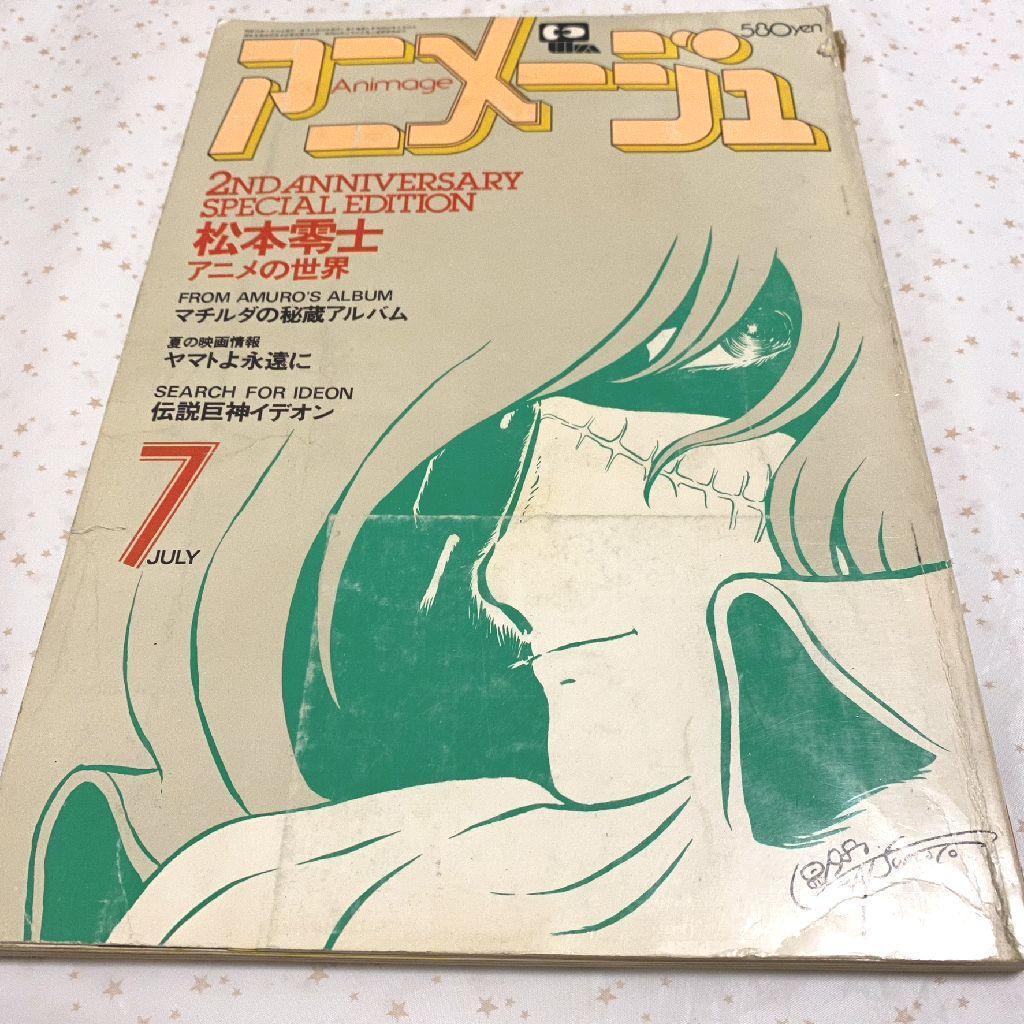 580yen
アニメージュ
Animage
2ND ANNIVERSARY
SPECIAL EDITION
松本零士
アニメの世界
FROM AMURO'S ALBUM
マチルダの秘蔵アルバム
夏の映画情報
ヤマトよ永遠に
SEARCH FOR IDEON
伝説巨神イデオン
7
JULY